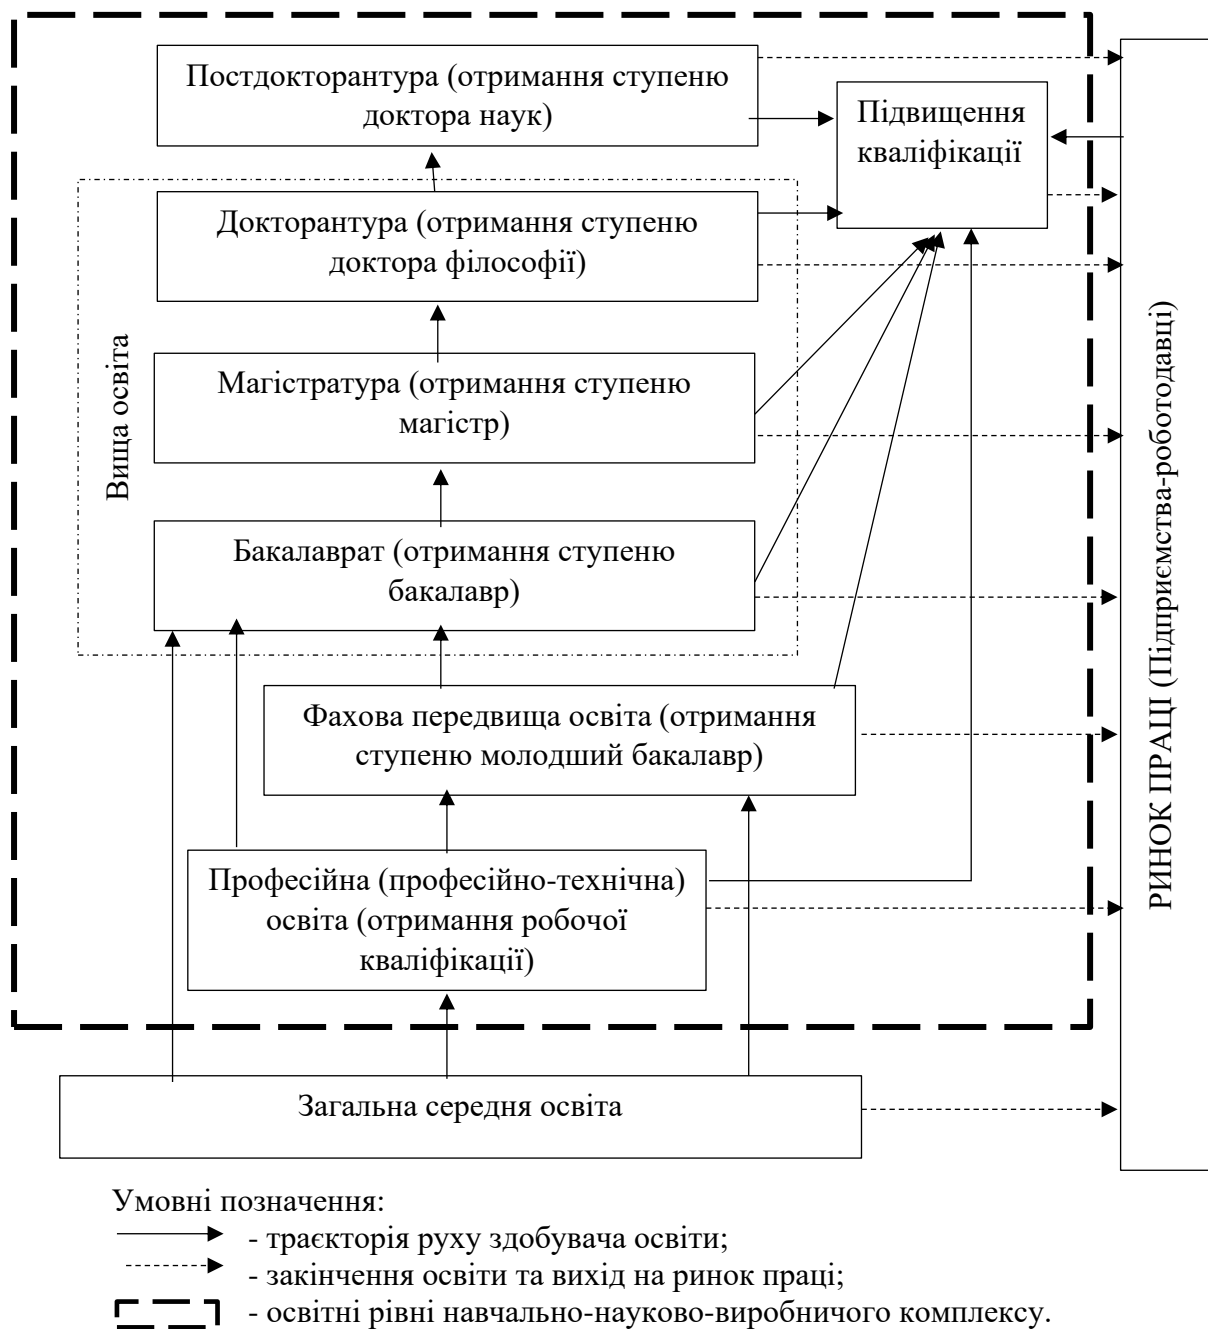 Постдокторантура (отримання ступеню
доктора наук)
Підвищення
кваліфікації
Докторантура (отримання ступеню
доктора філософії)
Вища освіта
Магістратура (отримання ступеню
магістр)
Бакалаврат (отримання ступеню
бакалавр)
Фахова передвища освіта (отримання
ступеню молодший бакалавр)
Професійна (професійно-технічна)
освіта (отримання робочої
кваліфікації)
Загальна середня освіта
РИНОК ПРАЦІ (Підприємства-роботодавці)
Умовні позначення:
- траєкторія руху здобувача освіти;
- закінчення освіти та вихід на ринок праці;
- освітні рівні навчально-науково-виробничого комплексу.